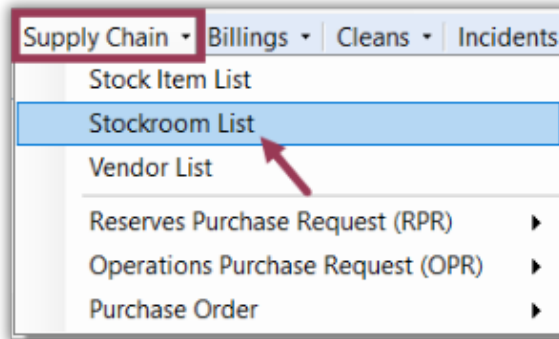 Supply Chain Billings Cleans Incidents
Stock Item List
Stockroom List
Vendor List
Reserves Purchase Request (RPR)
Operations Purchase Request (OPR)
Purchase Order